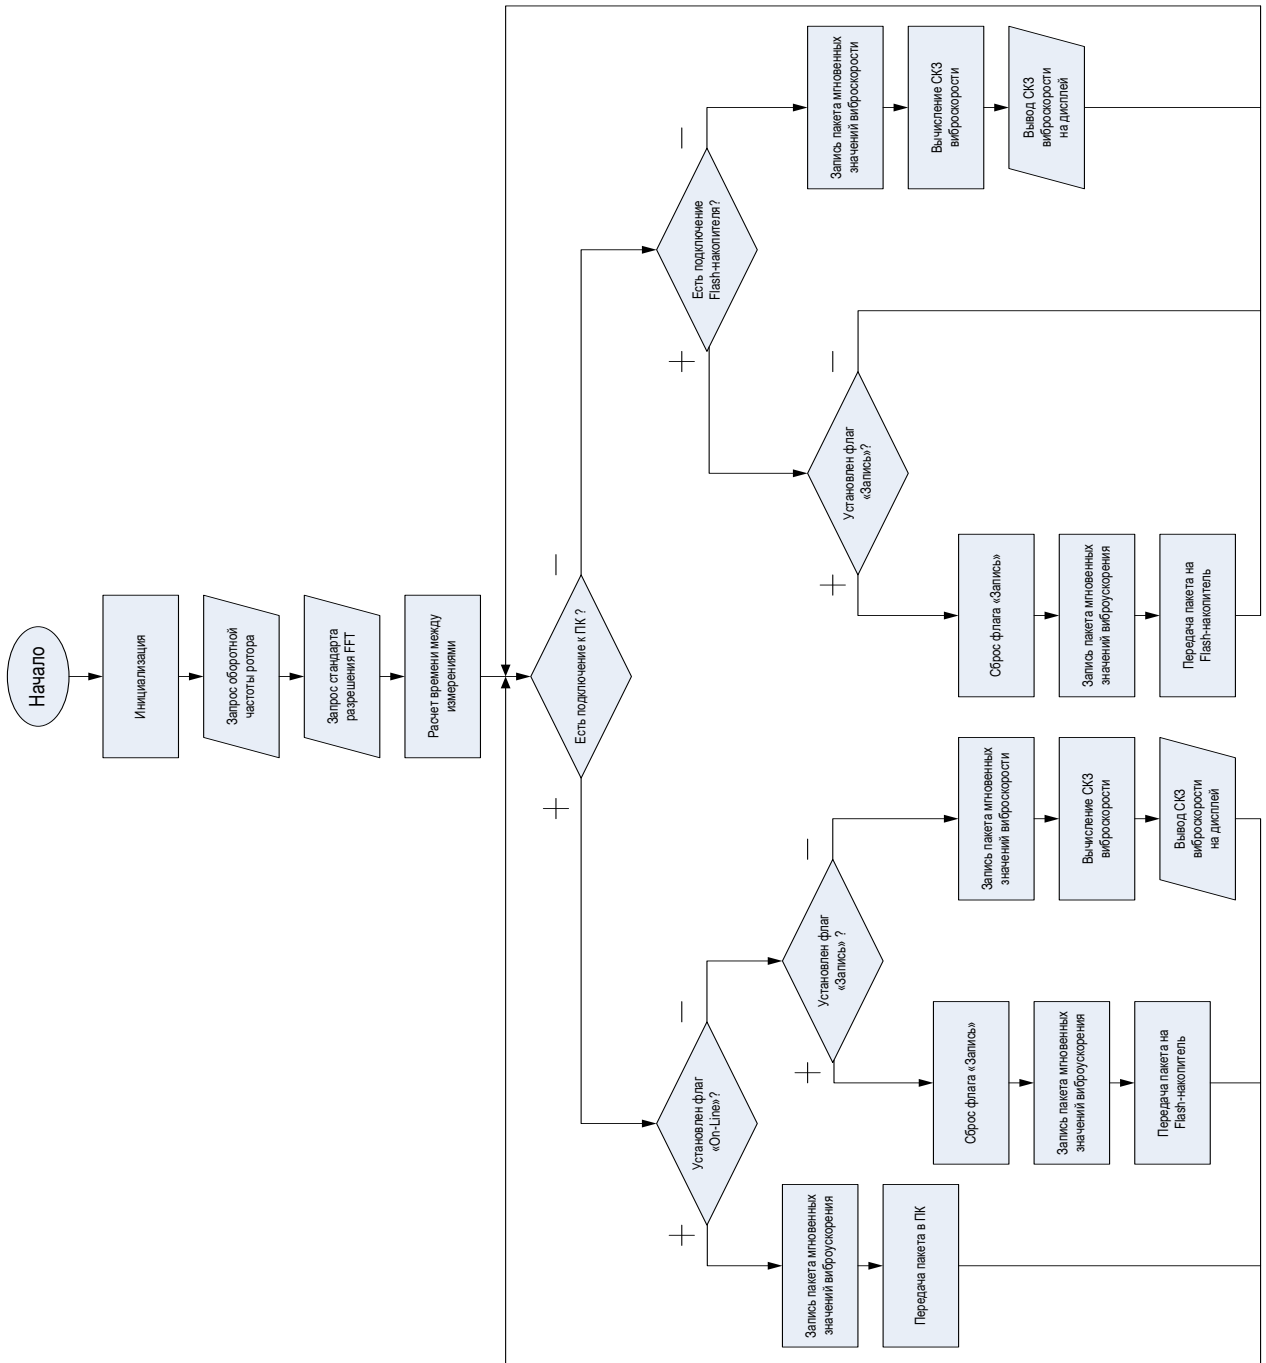 Начало
Инициализация
Запрос оборотной
частоты ротора
Запрос стандарта
разрешения FFT
Расчет времени между
измерениями
Есть подключение к ПК ?
+
–
Установлен флаг
«On-Line»?
+
–
Запись пакета мгновенных
значений виброускорения
Передача пакета в ПК
Установлен флаг
«Запись» ?
+
–
Сброс флага «Запись»
Запись пакета мгновенных
значений виброускорения
Передача пакета на
Flash-накопитель
Запись пакета мгновенных
значений виброскорости
Вычисление СКЗ
виброскорости
Вывод СКЗ
виброскорости
на дисплей
Есть подключение
Flash-накопителя?
+
–
Установлен флаг
«Запись»?
+
–
Сброс флага «Запись»
Запись пакета мгновенных
значений виброускорения
Передача пакета на
Flash-накопитель
Запись пакета мгновенных
значений виброскорости
Вычисление СКЗ
виброскорости
Вывод СКЗ
виброскорости
на дисплей